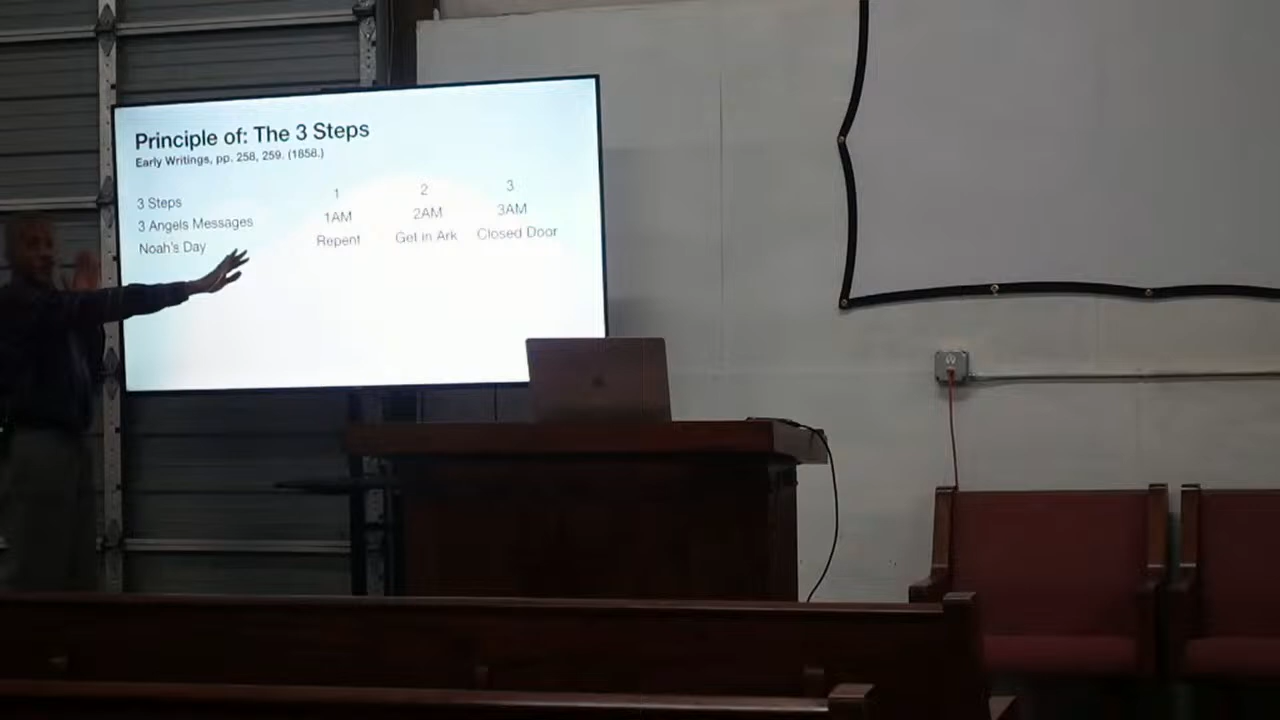 Principle of: The 3 Steps
Early Writings, pp. 258, 259. (1858.)
3 Steps 1 2 3
3 Angels Messages 1AM 2AM 3AM
Noah's Day Repent Get in Ark Closed Door